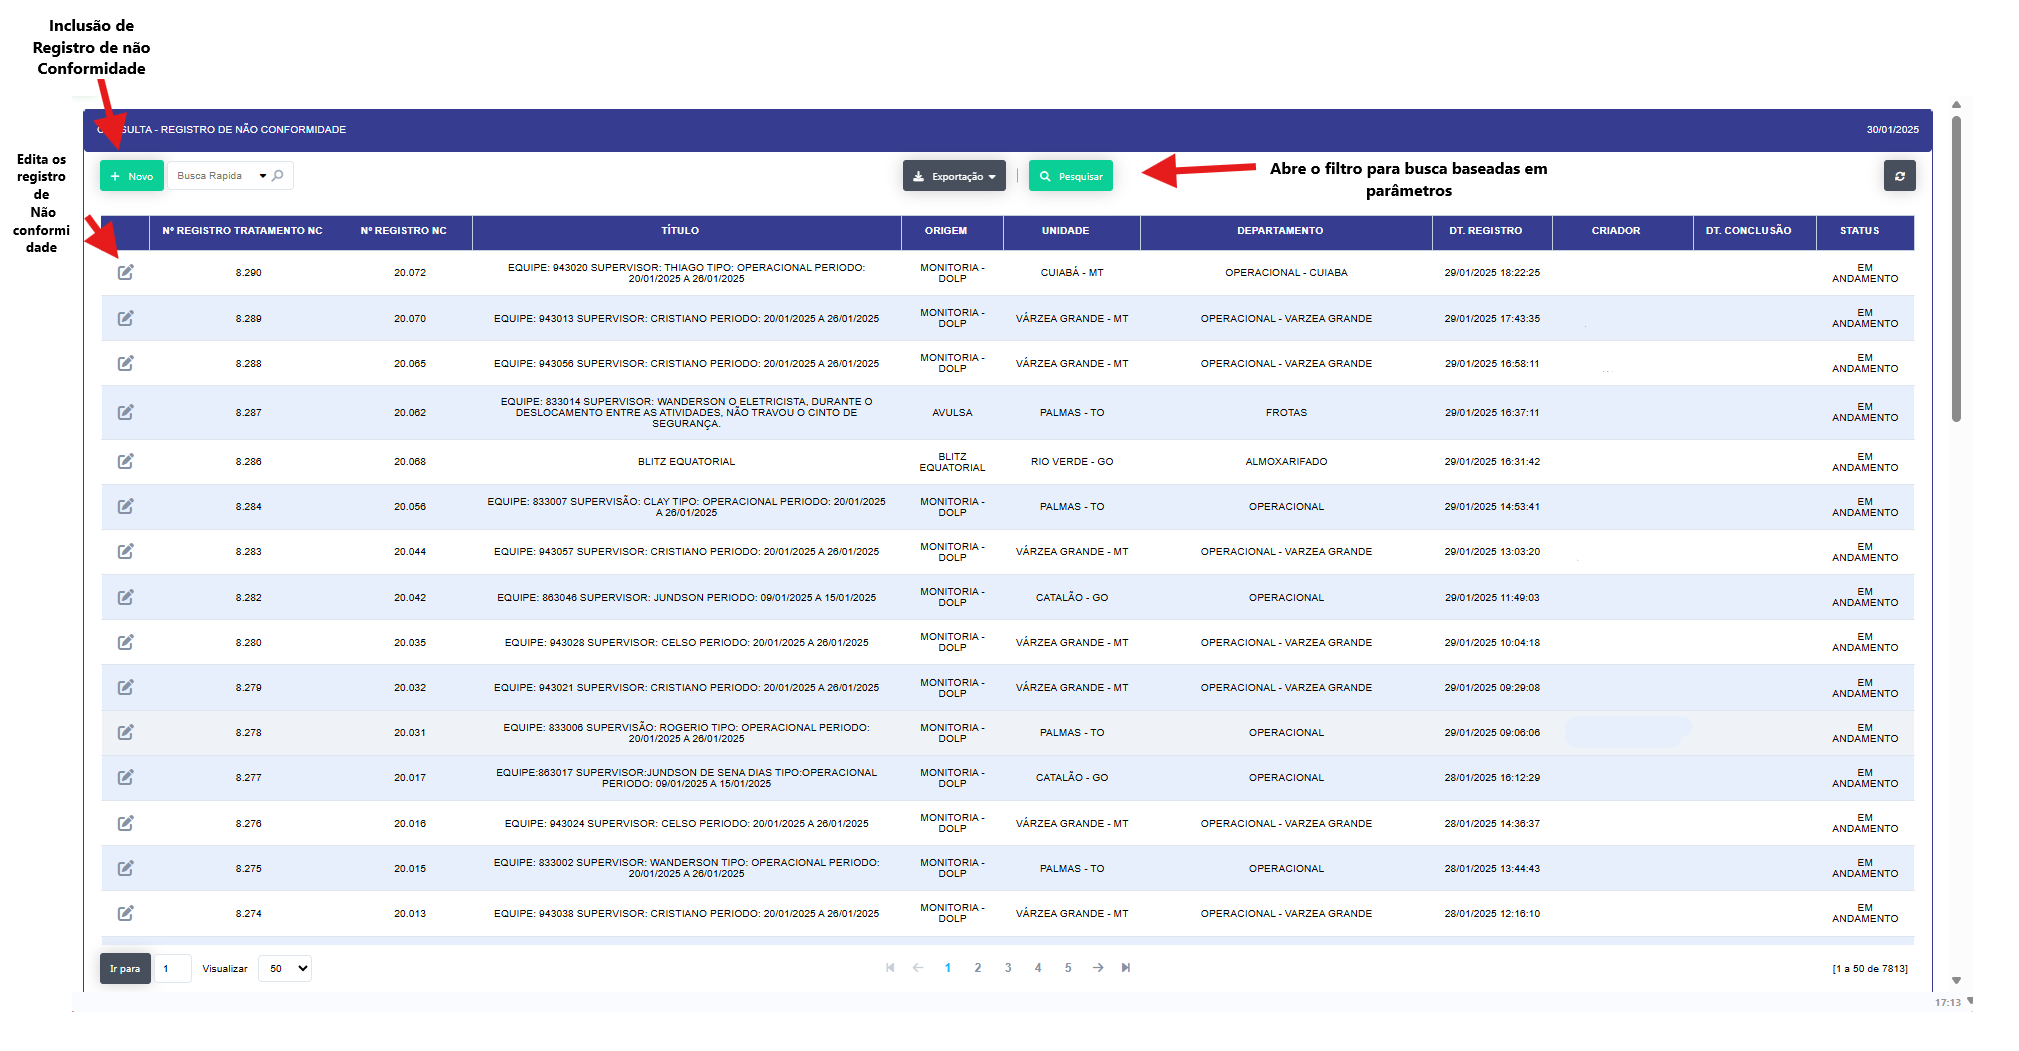 Inclusão de
Registro de não
Conformidade
SULTA - REGISTRO DE NÃO CONFORMIDADE
30/01/2025
Edita os
registro
de
Não
conformi
dade
+ Novo
Busca Rapida
Exportação
Pesquisar
Abre o filtro para busca baseadas em
parâmetros
Nº REGISTRO TRATAMENTO NC Nº REGISTRO NC TÍTULO ORIGEM UNIDADE DEPARTAMENTO DT. REGISTRO CRIADOR DT. CONCLUSÃO STATUS
8.290 20.072 EQUIPE: 943020 SUPERVISOR: THIAGO TIPO: OPERACIONAL PERIODO: 20/01/2025 A 26/01/2025 MONITORIA - DOLP CUIABÁ - MT OPERACIONAL - CUIABA 29/01/2025 18:22:25 EM ANDAMENTO
8.289 20.070 EQUIPE: 943013 SUPERVISOR: CRISTIANO PERIODO: 20/01/2025 A 26/01/2025 MONITORIA - DOLP VÁRZEA GRANDE - MT OPERACIONAL - VARZEA GRANDE 29/01/2025 17:43:35 EM ANDAMENTO
8.288 20.065 EQUIPE: 943056 SUPERVISOR: CRISTIANO PERIODO: 20/01/2025 A 26/01/2025 MONITORIA - DOLP VÁRZEA GRANDE - MT OPERACIONAL - VARZEA GRANDE 29/01/2025 16:58:11 EM ANDAMENTO
8.287 20.062 EQUIPE: 833014 SUPERVISOR: WANDERSON O ELETRICISTA, DURANTE O DESLOCAMENTO ENTRE AS ATIVIDADES, NÃO TRAVOU O CINTO DE SEGURANÇA. AVULSA PALMAS - TO FROTAS 29/01/2025 16:37:11 EM ANDAMENTO
8.286 20.068 BLITZ EQUATORIAL BLITZ EQUATORIAL RIO VERDE - GO ALMOXARIFADO 29/01/2025 16:31:42 EM ANDAMENTO
8.284 20.056 EQUIPE: 833007 SUPERVISÃO: CLAY TIPO: OPERACIONAL PERIODO: 20/01/2025 A 26/01/2025 MONITORIA - DOLP PALMAS - TO OPERACIONAL 29/01/2025 14:53:41 EM ANDAMENTO
8.283 20.044 EQUIPE: 943057 SUPERVISOR: CRISTIANO PERIODO: 20/01/2025 A 26/01/2025 MONITORIA - DOLP VÁRZEA GRANDE - MT OPERACIONAL - VARZEA GRANDE 29/01/2025 13:03:20 EM ANDAMENTO
8.282 20.042 EQUIPE: 863046 SUPERVISOR: JUNDSON PERIODO: 09/01/2025 A 15/01/2025 MONITORIA - DOLP CATALÃO - GO OPERACIONAL 29/01/2025 11:49:03 EM ANDAMENTO
8.280 20.035 EQUIPE: 943028 SUPERVISOR: CELSO PERIODO: 20/01/2025 A 26/01/2025 MONITORIA - DOLP VÁRZEA GRANDE - MT OPERACIONAL - VARZEA GRANDE 29/01/2025 10:04:18 EM ANDAMENTO
8.279 20.032 EQUIPE: 943021 SUPERVISOR: CRISTIANO PERIODO: 20/01/2025 A 26/01/2025 MONITORIA - DOLP VÁRZEA GRANDE - MT OPERACIONAL - VARZEA GRANDE 29/01/2025 09:29:08 EM ANDAMENTO
8.278 20.031 EQUIPE: 833006 SUPERVISÃO: ROGERIO TIPO: OPERACIONAL PERIODO: 20/01/2025 A 26/01/2025 MONITORIA - DOLP PALMAS - TO OPERACIONAL 29/01/2025 09:06:06 EM ANDAMENTO
8.277 20.017 EQUIPE:863017 SUPERVISOR:JUNDSON DE SENA DIAS TIPO:OPERACIONAL PERIODO: 09/01/2025 A 15/01/2025 MONITORIA - DOLP CATALÃO - GO OPERACIONAL 28/01/2025 16:12:29 EM ANDAMENTO
8.276 20.016 EQUIPE: 943024 SUPERVISOR: CELSO PERIODO: 20/01/2025 A 26/01/2025 MONITORIA - DOLP VÁRZEA GRANDE - MT OPERACIONAL - VARZEA GRANDE 28/01/2025 14:36:37 EM ANDAMENTO
8.275 20.015 EQUIPE: 833002 SUPERVISOR: WANDERSON TIPO: OPERACIONAL PERIODO: 20/01/2025 A 26/01/2025 MONITORIA - DOLP PALMAS - TO OPERACIONAL 28/01/2025 13:44:43 EM ANDAMENTO
8.274 20.013 EQUIPE: 943038 SUPERVISOR: CRISTIANO PERIODO: 20/01/2025 A 26/01/2025 MONITORIA - DOLP VÁRZEA GRANDE - MT OPERACIONAL - VARZEA GRANDE 28/01/2025 12:16:10 EM ANDAMENTO
Ir para 1 Visualizar 50 1 2 3 4 5 [1 a 50 de 7813]
17:13